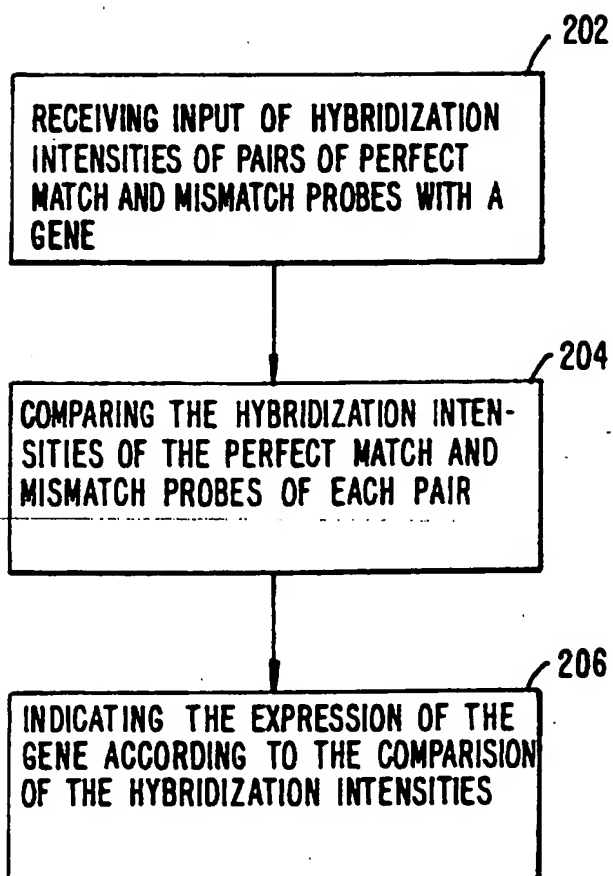 202
RECEIVING INPUT OF HYBRIDIZATION
INTENSITIES OF PAIRS OF PERFECT
MATCH AND MISMATCH PROBES WITH A
GENE
204
COMPARING THE HYBRIDIZATION INTEN-
SITIES OF THE PERFECT MATCH AND
MISMATCH PROBES OF EACH PAIR
206
INDICATING THE EXPRESSION OF THE
GENE ACCORDING TO THE COMPARISION
OF THE HYBRIDIZATION INTENSITIES